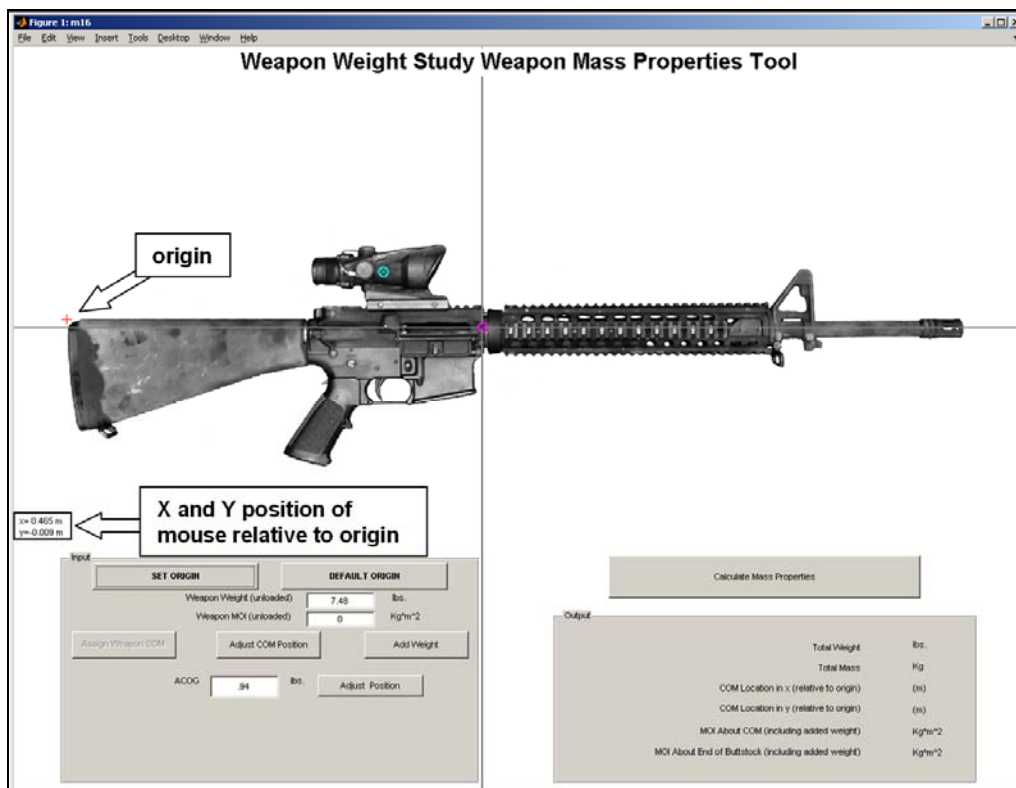 Figure 1: m16
File Edit View Insert Tools Desktop Window Help
Weapon Weight Study Weapon Mass Properties Tool
origin
X and Y position of
mouse relative to origin
x= 0.465 m
y=-0.009 m
Input
SET ORIGIN DEFAULT ORIGIN
Weapon Weight (unloaded) 7.48 lbs.
Weapon MOI (unloaded) 0 Kg*m^2
Assign Weapon COM Adjust COM Position Add Weight
ACOG .94 lbs. Adjust Position
Calculate Mass Properties
Output
Total Weight lbs.
Total Mass Kg
COM Location in x (relative to origin) (m)
COM Location in y (relative to origin) (m)
MOI About COM (including added weight) Kg*m^2
MOI About End of Buttstock (including added weight) Kg*m^2